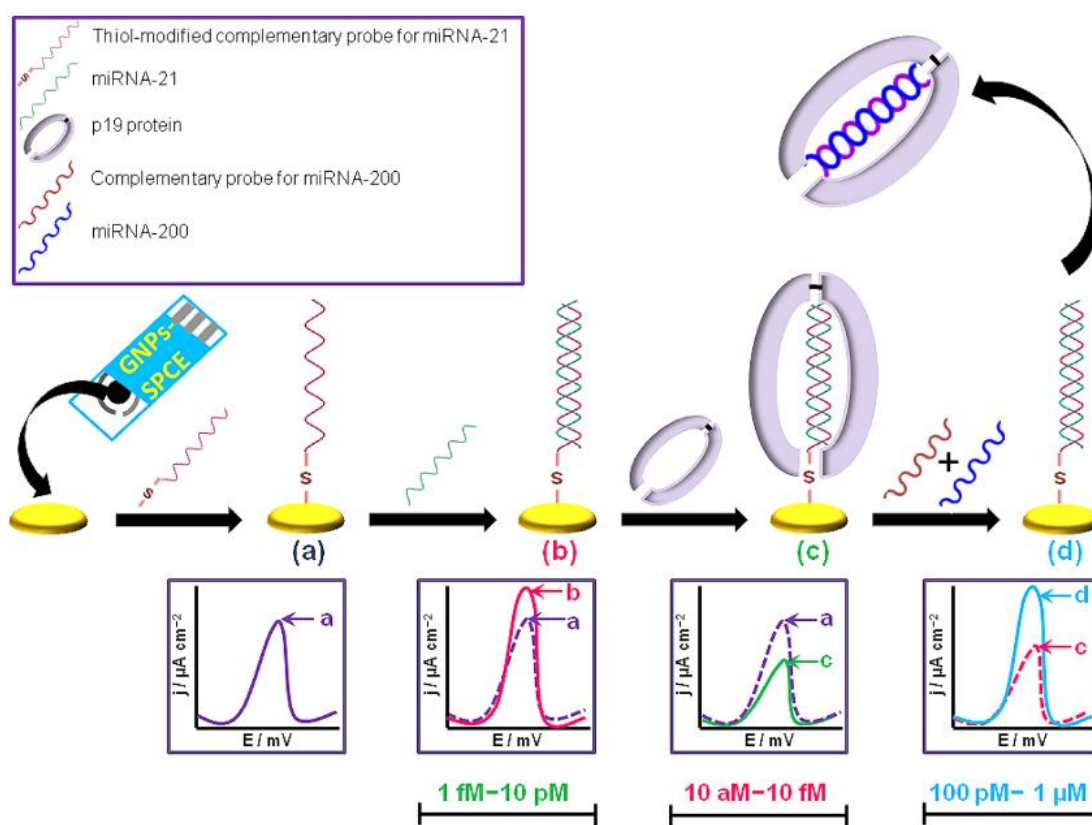 Thiol-modified complementary probe for miRNA-21
miRNA-21
p19 protein
Complementary probe for miRNA-200
miRNA-200
-S-
GNPs-
SPCE
-S-
S
S
S
+
S
(a)
(b)
(c)
(d)
j / µA cm⁻²
a
E / mV
j / µA cm⁻²
b
a
E / mV
j / µA cm⁻²
a
c
E / mV
j / µA cm⁻²
d
c
E / mV
1 fM–10 pM
10 aM–10 fM
100 pM– 1 µM